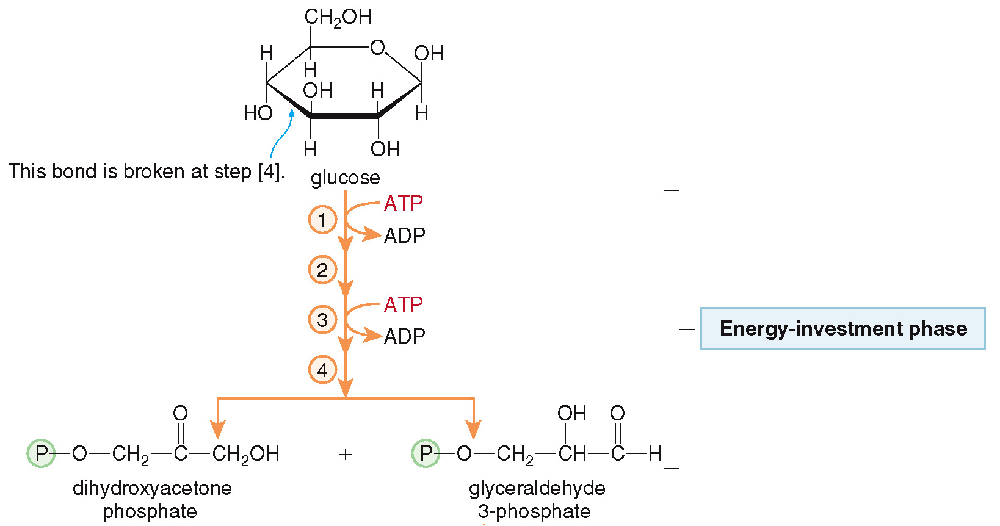 CH₂OH
H O OH
H
OH H
HO H
H OH
This bond is broken at step [4].
glucose
1 ATP
ADP
2
3 ATP
ADP
4
Energy-investment phase
O OH O
P—O—CH₂—C—CH₂OH + P—O—CH₂—CH—C—H
dihydroxyacetone
phosphate
glyceraldehyde
3-phosphate